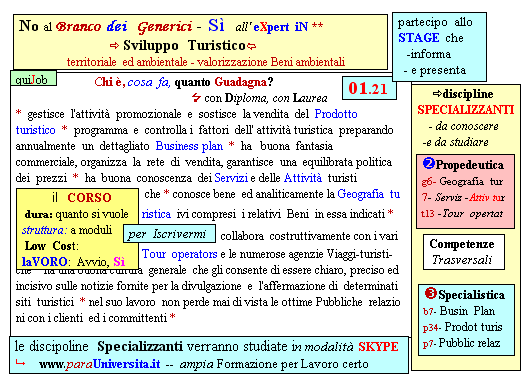 No al Branco dei Generici - Sì all'eXpert iN **
⇨ Sviluppo Turistico⇦
territoriale ed ambientale - valorizzazione Beni ambientali
partecipo allo
STAGE che
-informa
- e presenta
quiJob
Chi è, cosa fa, quanto Guadagna?
con Diploma, con Laurea
01.21
* gestisce l'attività promozionale e sostisce la vendita del Prodotto
turistico * programma e controlla i fattori dell'attività turistica preparando
annualmente un dettagliato Business plan * ha buona fantasia
commerciale, organizza la rete di vendita, garantisce una equilibrata politica
dei prezzi * ha buona conoscenza dei Servizi e delle Attività turisti
che * conosce bene ed analiticamente la Geografia tu
ristica ivi compresi i relativi Beni in essa indicati *
collabora costruttivamente con i vari
Tour operators e le numerose agenzie Viaggi-turisti-
che * ha una buona cultura generale che gli consente di essere chiaro, preciso ed
incisivo sulle notizie fornite per la divulgazione e l'affermazione di determinati
siti turistici * nel suo lavoro non perde mai di vista le ottime Pubbliche relazio
ni con i clienti ed i committenti *
il CORSO
dura: quanto si vuole
struttura: a moduli
Low Cost:
laVORO: Avvio, Sì
per Iscrivermi
⇨discipline
SPECIALIZZANTI
- da conoscere
-e da studiare
❷Propedeutica
g6- Geografia tur
7- Serviz -Attiv tur
t13 -Tour opertat
Competenze
Trasversali
❸Specialistica
b7- Busin Plan
p34- Prodot turis
p7- Pubblic relaz
le discipline Specializzanti verranno studiate in modalità SKYPE
www.paraUniversita.it -- ampia Formazione per Lavoro certo